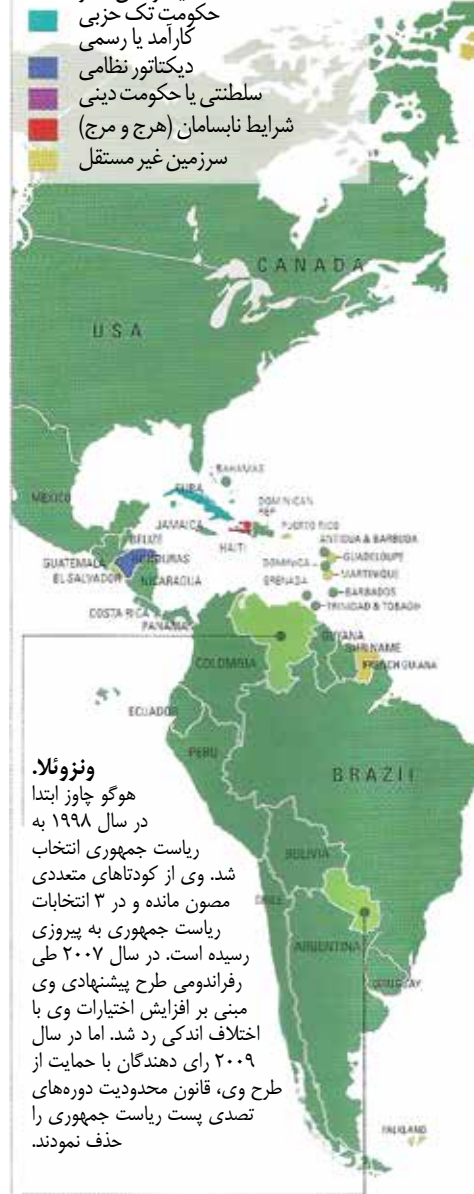 حکومت تک حزبی
کارآمد یا رسمی
دیکتاتور نظامی
سلطنتی یا حکومت دینی
شرایط نابسامان (هرج و مرج)
سرزمین غیر مستقل
CANADA
USA
MEXICO
CUBA
BAHAMAS
DOMINICAN
REP.
JAMAICA
HAITI
PUERTO RICO
BELIZE
ANTIGUA & BARBUDA
GUATEMALA
HONDURAS
DOMINICA
GUADELOUPE
EL SALVADOR
NICARAGUA
MARTINIQUE
GRENADA
BARBADOS
COSTA RICA
TRINIDAD & TOBAGO
PANAMA
GUYANA
SURINAME
COLOMBIA
FRENCH GUIANA
ECUADOR
PERU
BRAZIL
BOLIVIA
CHILE
ARGENTINA
URUGUAY
FALKLAND
ونزوئلا.
هوگو چاوز ابتدا
در سال ۱۹۹۸ به
ریاست جمهوری انتخاب
شد. وی از کودتاهای متعددی
مصون مانده و در ۳ انتخابات
ریاست جمهوری به پیروزی
رسیده است. در سال ۲۰۰۷ طی
رفراندومی طرح پیشنهادی وی
مبنی بر افزایش اختیارات وی با
اختلاف اندکی رد شد. اما در سال
۲۰۰۹ رای دهندگان با حمایت از
طرح وی، قانون محدودیت دوره‌های
تصدی پست ریاست جمهوری را
حذف نمودند.